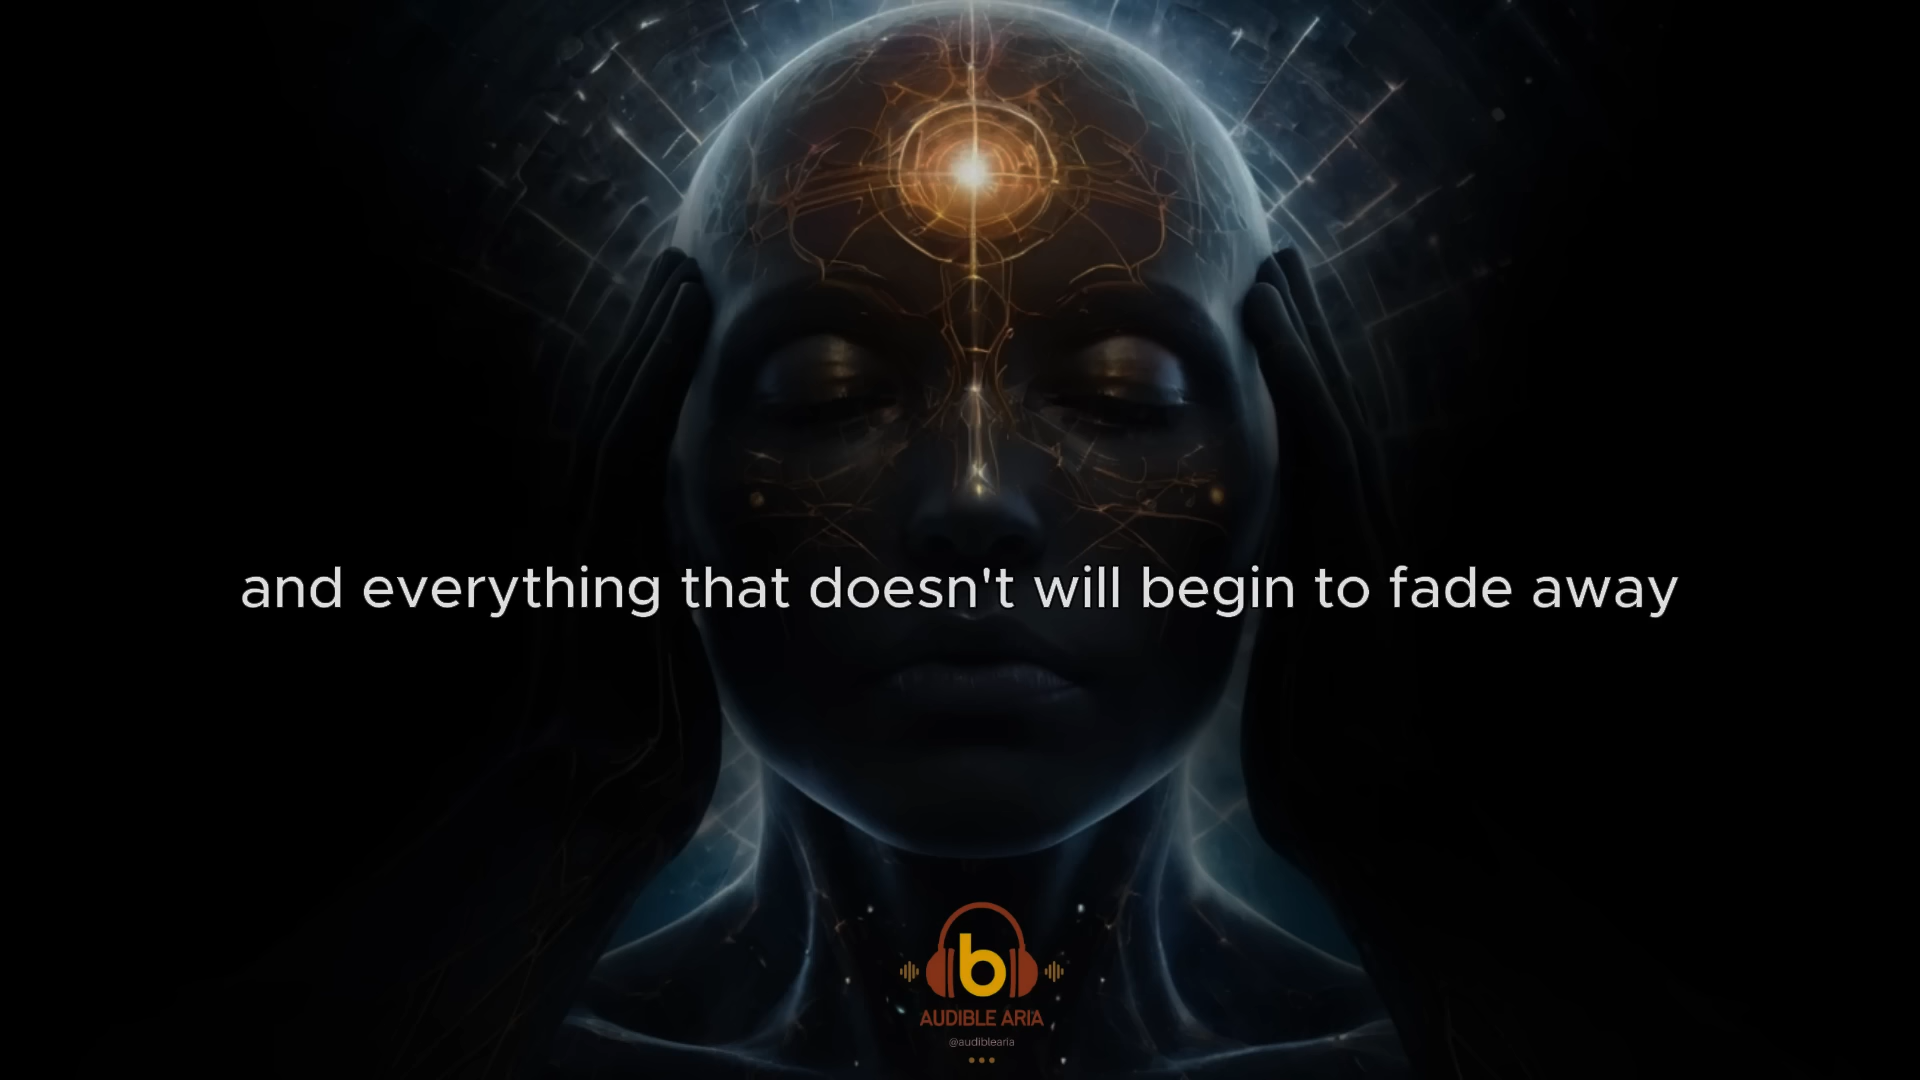 and everything that doesn't will begin to fade away
b
AUDIBLE ARIA
@audiblearia